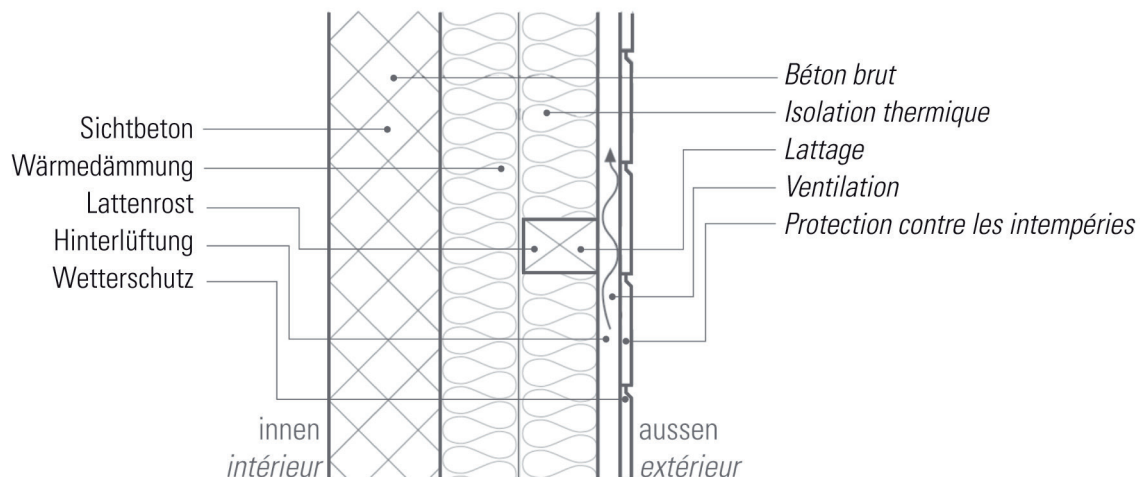 Sichtbeton
Wärmedämmung
Lattenrost
Hinterlüftung
Wetterschutz
Béton brut
Isolation thermique
Lattage
Ventilation
Protection contre les intempéries
innen
intérieur
aussen
extérieur